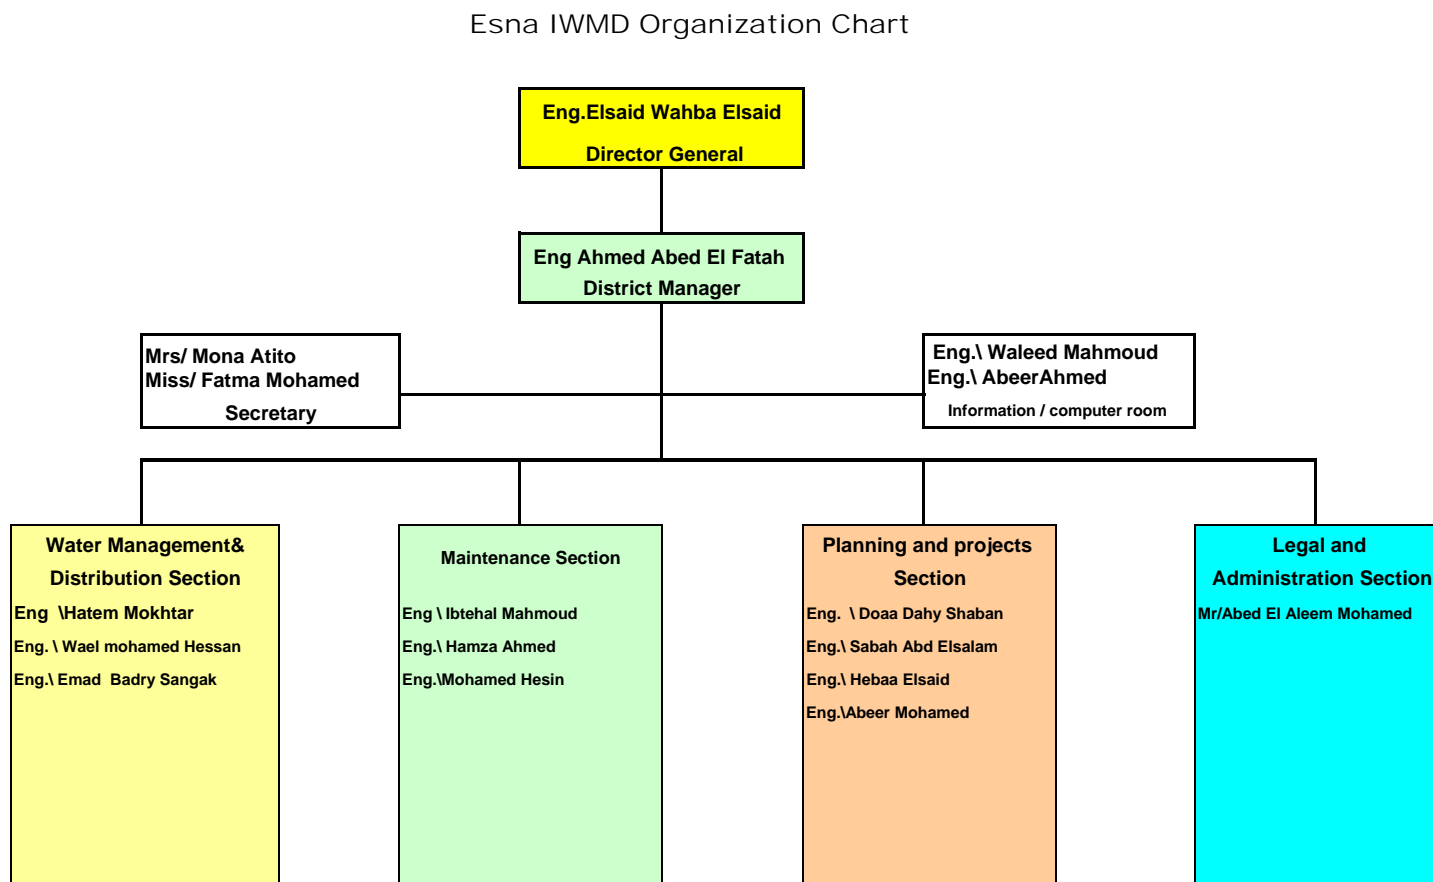 Esna IWMD Organization Chart
Eng.Elsaid Wahba Elsaid
Director General
Eng Ahmed Abed El Fatah
District Manager
Mrs/ Mona Atito
Miss/ Fatma Mohamed
Secretary
Eng.\ Waleed Mahmoud
Eng.\ AbeerAhmed
Information / computer room
Water Management&
Distribution Section
Eng  \Hatem Mokhtar
Eng. \ Wael mohamed Hessan
Eng.\ Emad  Badry Sangak
Maintenance Section
Eng \ Ibtehal Mahmoud
Eng.\ Hamza Ahmed
Eng.\Mohamed Hesin
Planning and projects
Section
Eng.  \ Doaa Dahy Shaban
Eng.\ Sabah Abd Elsalam
Eng.\ Hebaa Elsaid
Eng.\Abeer Mohamed
Legal and
Administration Section
Mr/Abed El Aleem Mohamed